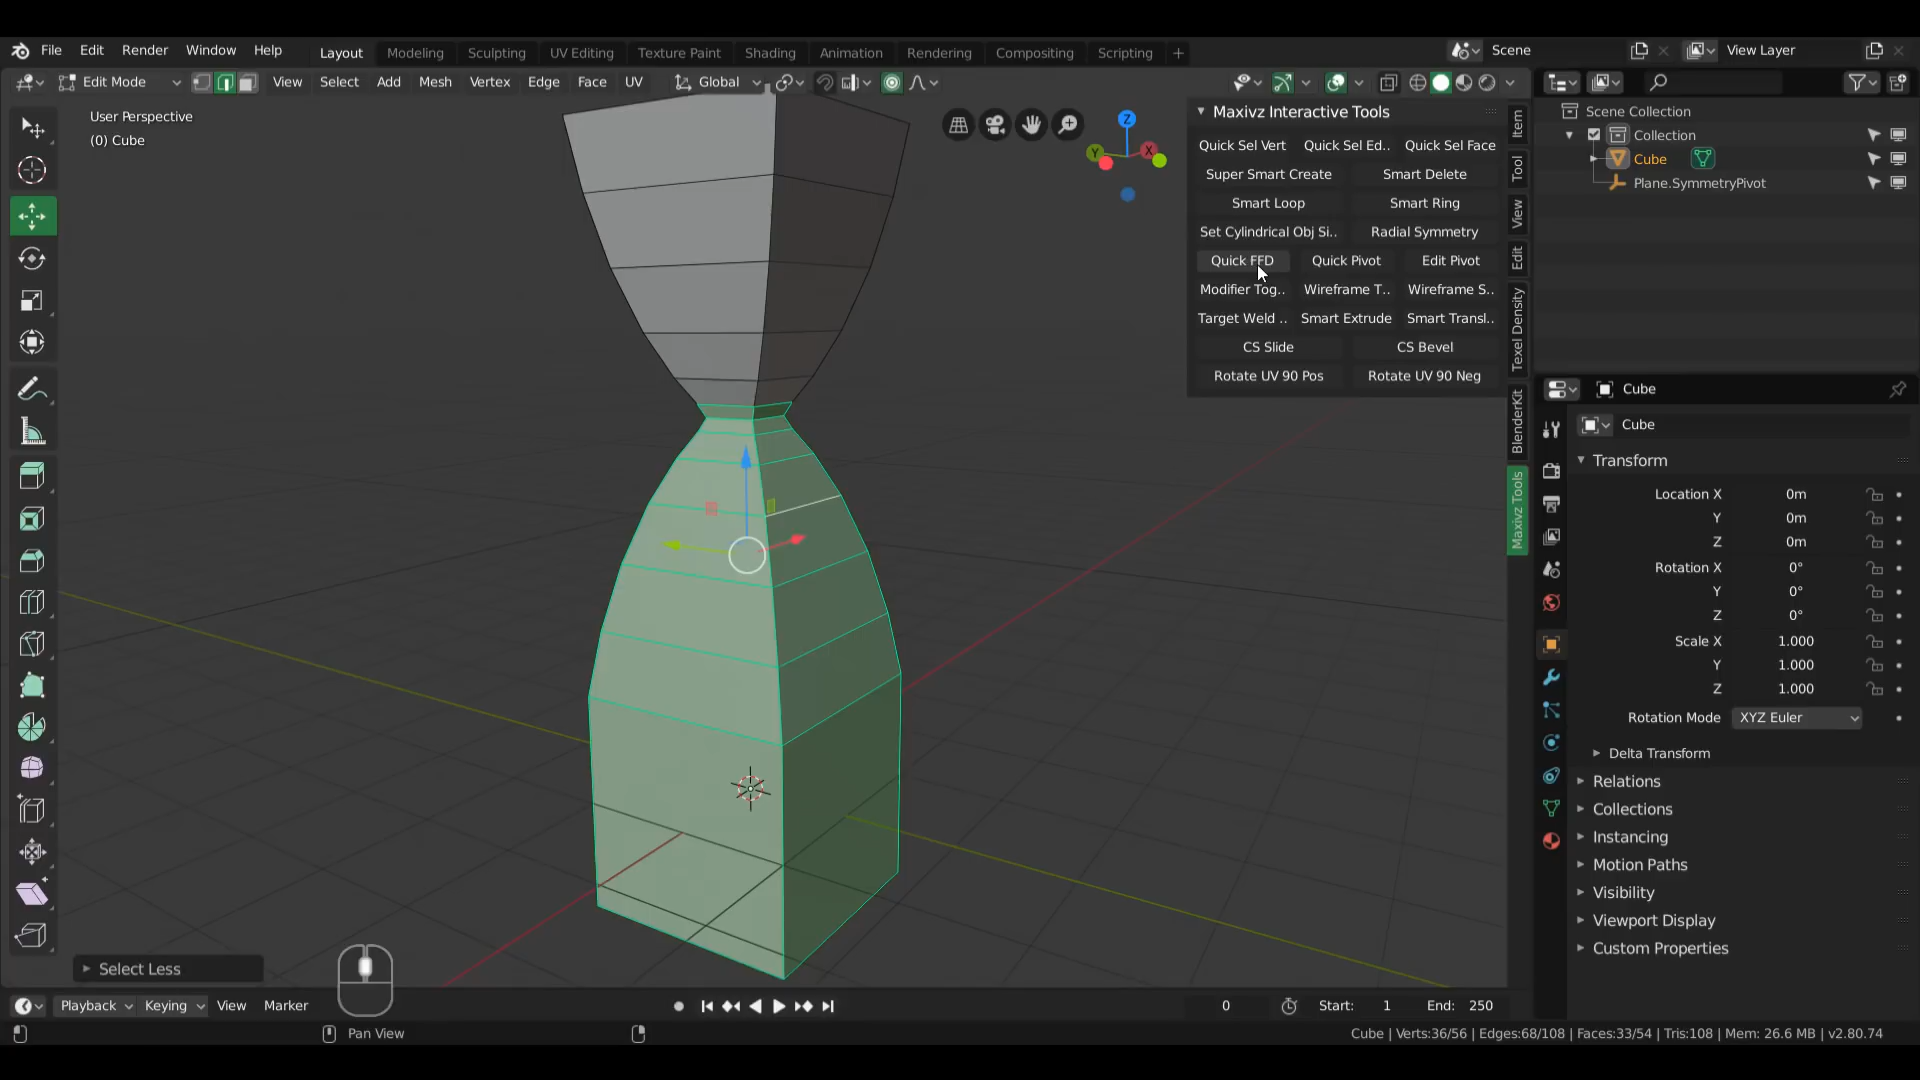 File Edit Render Window Help
Layout Modeling Sculpting UV Editing Texture Paint Shading Animation Rendering Compositing Scripting +
Scene
View Layer
Edit Mode View Select Add Mesh Vertex Edge Face UV Global
User Perspective
(0) Cube
Z
Y
X
Maxivz Interactive Tools
Quick Sel Vert Quick Sel Ed.. Quick Sel Face
Super Smart Create Smart Delete
Smart Loop Smart Ring
Set Cylindrical Obj Si.. Radial Symmetry
Quick FFD Quick Pivot Edit Pivot
Modifier Tog.. Wireframe T.. Wireframe S..
Target Weld .. Smart Extrude Smart Transl..
CS Slide CS Bevel
Rotate UV 90 Pos Rotate UV 90 Neg
Item
Tool
View
Edit
Texel Density
BlenderKit
Maxivz Tools
Scene Collection
Collection
Cube
Plane.SymmetryPivot
Cube
Cube
Transform
Location X 0m
Y 0m
Z 0m
Rotation X 0°
Y 0°
Z 0°
Scale X 1.000
Y 1.000
Z 1.000
Rotation Mode XYZ Euler
Delta Transform
Relations
Collections
Instancing
Motion Paths
Visibility
Viewport Display
Custom Properties
Select Less
Playback Keying View Marker
0 Start: 1 End: 250
Pan View
Cube | Verts:36/56 | Edges:68/108 | Faces:33/54 | Tris:108 | Mem: 26.6 MB | v2.80.74